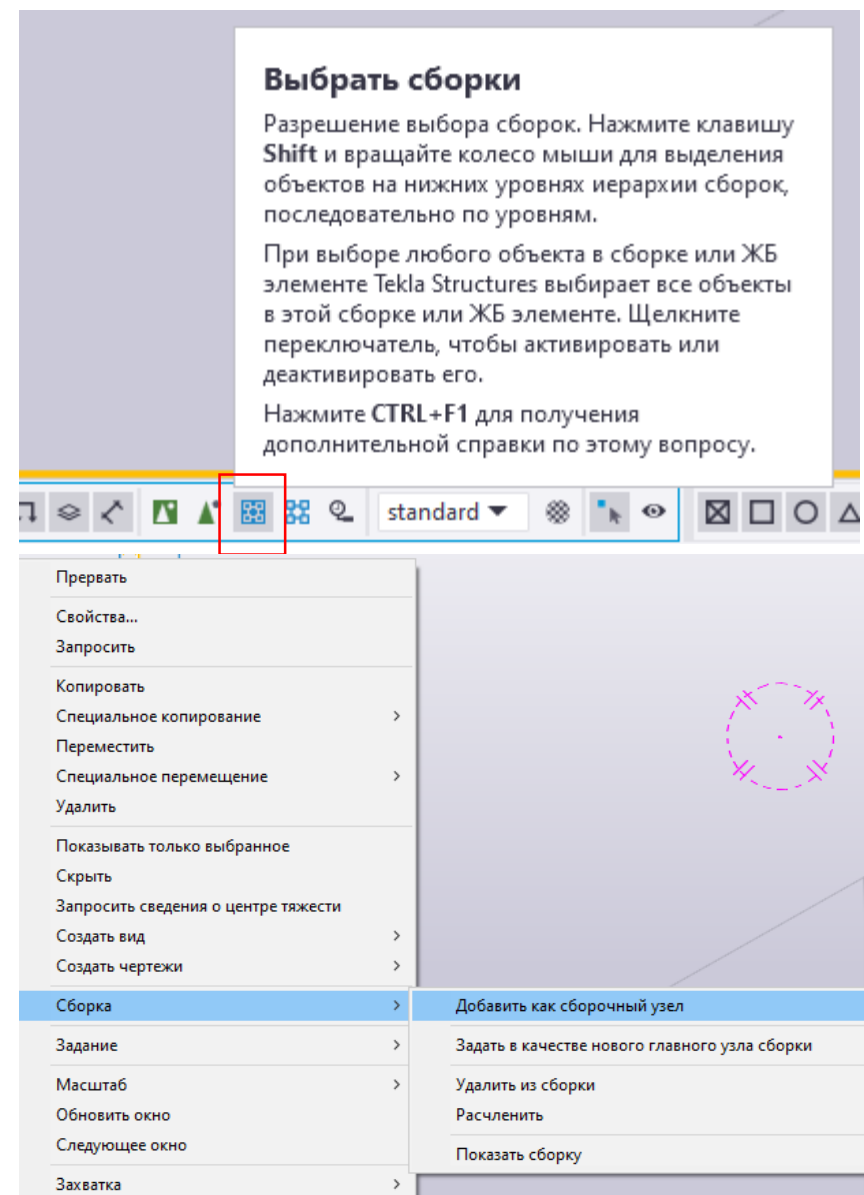 Выбрать сборки
Разрешение выбора сборок. Нажмите клавишу
Shift и вращайте колесо мыши для выделения
объектов на нижних уровнях иерархии сборок,
последовательно по уровням.
При выборе любого объекта в сборке или ЖБ
элементе Tekla Structures выбирает все объекты
в этой сборке или ЖБ элементе. Щелкните
переключатель, чтобы активировать или
деактивировать его.
Нажмите CTRL+F1 для получения
дополнительной справки по этому вопросу.
standard
Прервать
Свойства...
Запросить
Копировать
Специальное копирование
Переместить
Специальное перемещение
Удалить
Показывать только выбранное
Скрыть
Запросить сведения о центре тяжести
Создать вид
Создать чертежи
Сборка
Добавить как сборочный узел
Задание
Задать в качестве нового главного узла сборки
Масштаб
Удалить из сборки
Обновить окно
Расчленить
Следующее окно
Показать сборку
Захватка